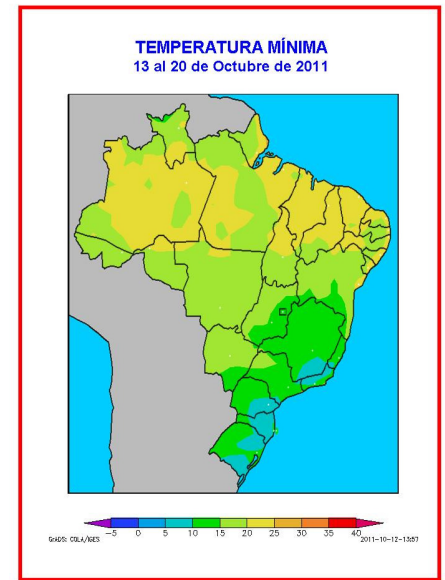 TEMPERATURA MÍNIMA
13 al 20 de Octubre de 2011
-5 0 5 10 15 20 25 30 35 40
GrADS: COLA/IGES
2011-10-12-13:57